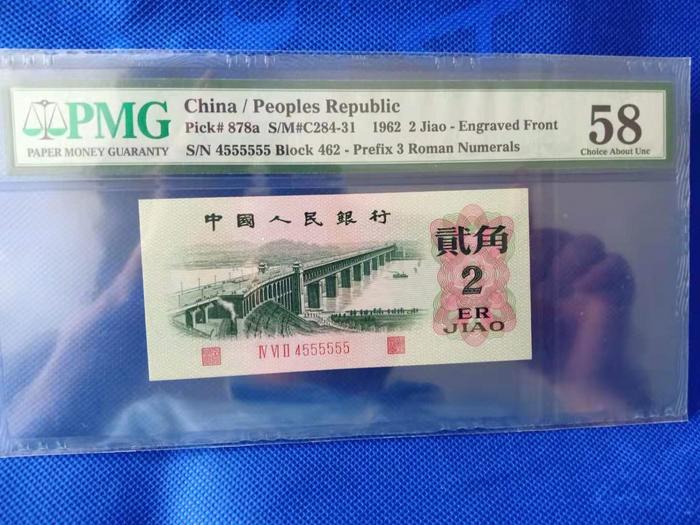 PMG
PAPER MONEY GUARANTY
China / Peoples Republic
Pick# 878a S/M#C284-31 1962 2 Jiao - Engraved Front
S/N 4555555 Block 462 - Prefix 3 Roman Numerals
58
Choice About Unc
中國人民銀行
貳角
2
ER
JIAO
IV VI II 4555555